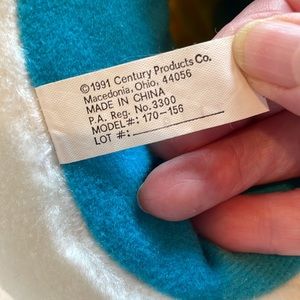 ©1991 Century Products Co.
Macedonia, Ohio, 44056
MADE IN CHINA
P.A. Reg. No. 3300
MODEL#: 170-156
LOT #: